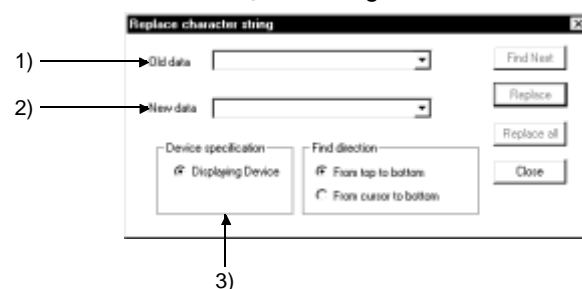 Replace character string
1) Old data Find Next
2) New data Replace
Replace all
Device specification Find direction
Displaying Device From top to bottom Close
From cursor to bottom
3)